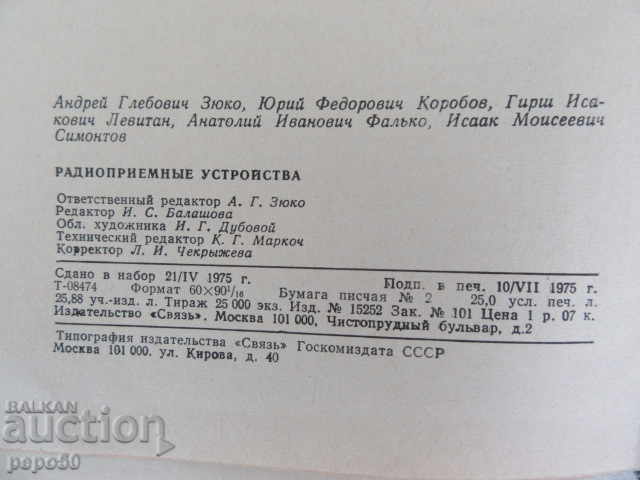 Андрей Глебович Зюко, Юрий Федорович Коробов, Гирш Иса-
кович Левитан, Анатолий Иванович Фалько, Исаак Моисеевич
Симонтов
РАДИОПРИЕМНЫЕ УСТРОЙСТВА
Ответственный редактор А. Г. Зюко
Редактор И. С. Балашова
Обл. художника И. Г. Дубовой
Технический редактор К. Г. Маркоч
Корректор Л. И. Чекрыжева
Сдано в набор 21/IV 1975 г. Подп. в печ. 10/VII 1975 г.
Т-08474 Формат 60×90¹/₁₆ Бумага писчая № 2 25,0 усл. печ. л.
25,88 уч.-изд. л. Тираж 25 000 экз. Изд. № 15252 Зак. № 101 Цена 1 р. 07 к.
Издательство «Связь». Москва 101 000, Чистопрудный бульвар, д.2
Типография издательства «Связь» Госкомиздата СССР
Москва 101 000. ул. Кирова, д. 40
BALKAN
auction
papo50